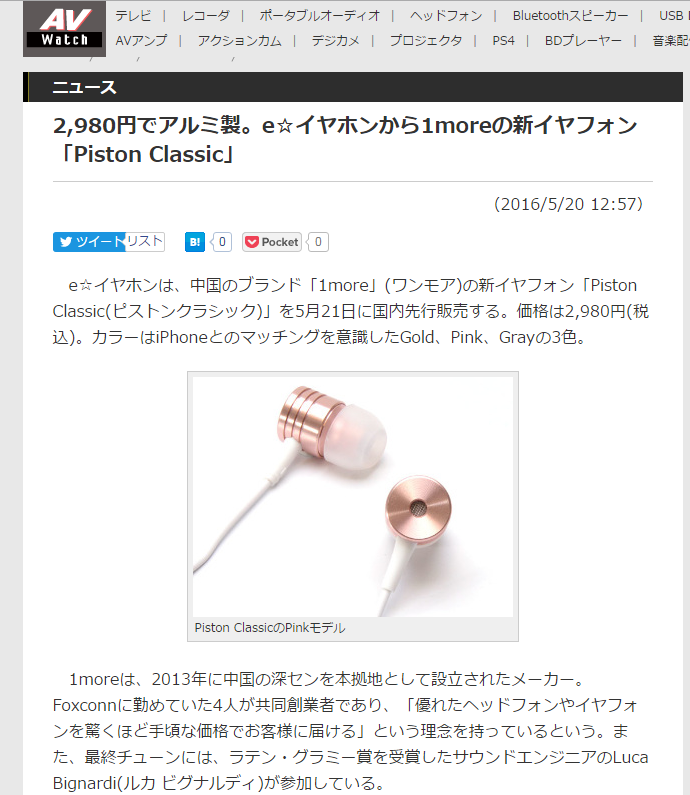 AV Watch
テレビ | レコーダ | ポータブルオーディオ | ヘッドフォン | Bluetoothスピーカー | USB
AVアンプ | アクションカム | デジカメ | プロジェクタ | PS4 | BDプレーヤー | 音楽配
ニュース
2,980円でアルミ製。e☆イヤホンから1moreの新イヤフォン
「Piston Classic」
(2016/5/20 12:57)
ツイート リスト B! 0 Pocket 0
e☆イヤホンは、中国のブランド「1more」(ワンモア)の新イヤフォン「Piston
Classic(ピストンクラシック)」を5月21日に国内先行販売する。価格は2,980円(税
込)。カラーはiPhoneとのマッチングを意識したGold、Pink、Grayの3色。
Piston ClassicのPinkモデル
1moreは、2013年に中国の深センを本拠地として設立されたメーカー。
Foxconnに勤めていた4人が共同創業者であり、「優れたヘッドフォンやイヤフォ
ンを驚くほど手頃な価格でお客様に届ける」という理念を持っているという。ま
た、最終チューンには、ラテン・グラミー賞を受賞したサウンドエンジニアのLuca
Bignardi(ルカ ビグナルディ)が参加している。